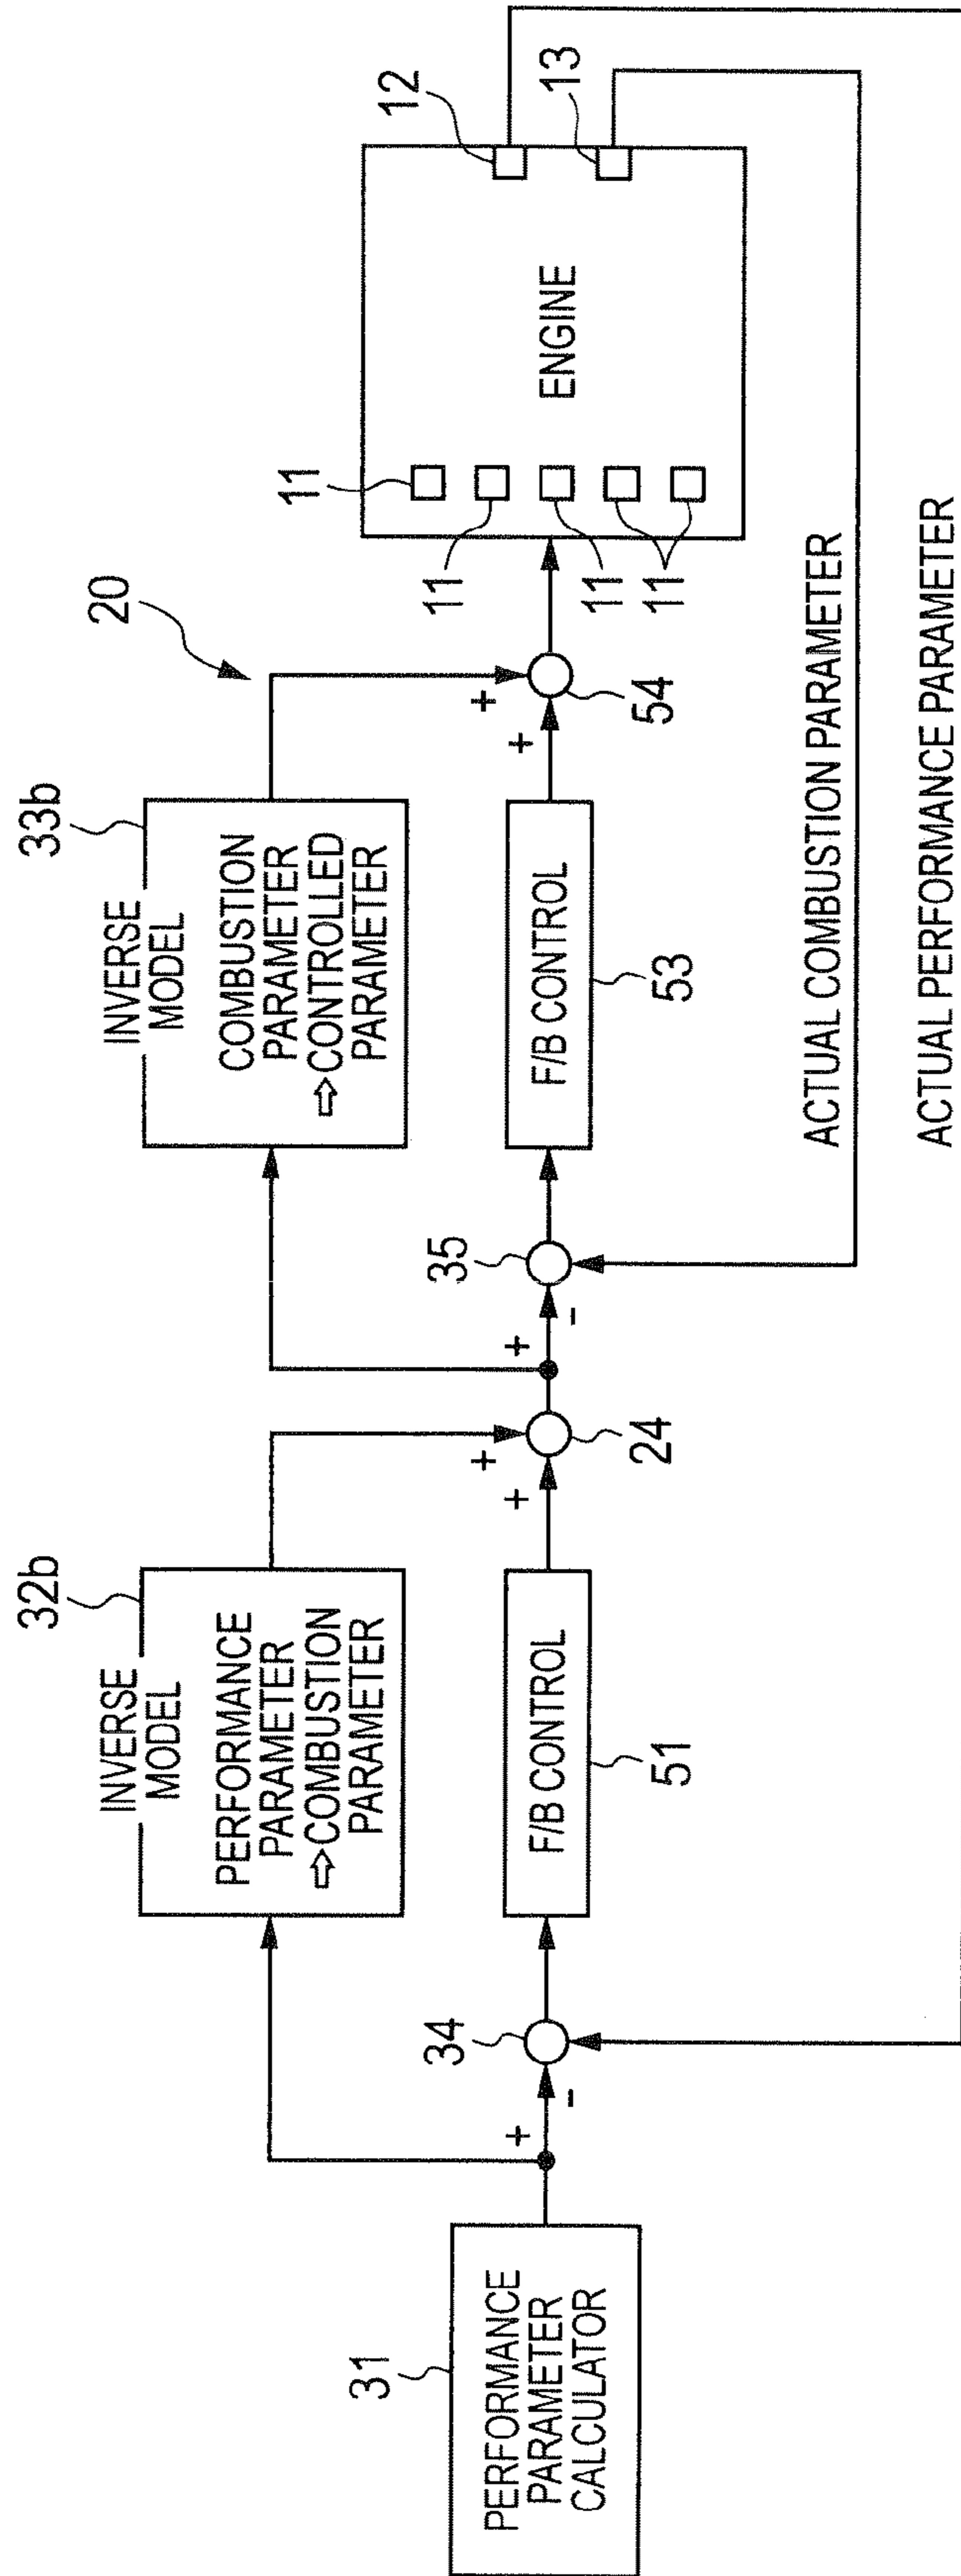 31
PERFORMANCE
PARAMETER
CALCULATOR
+
-
34
INVERSE
MODEL
32b
PERFORMANCE
PARAMETER
⇨COMBUSTION
PARAMETER
F/B CONTROL
51
+
+
24
+
-
35
INVERSE
MODEL
33b
COMBUSTION
PARAMETER
⇨CONTROLLED
PARAMETER
F/B CONTROL
53
20
+
+
54
ENGINE
11
11
11
11
12
13
ACTUAL COMBUSTION PARAMETER
ACTUAL PERFORMANCE PARAMETER